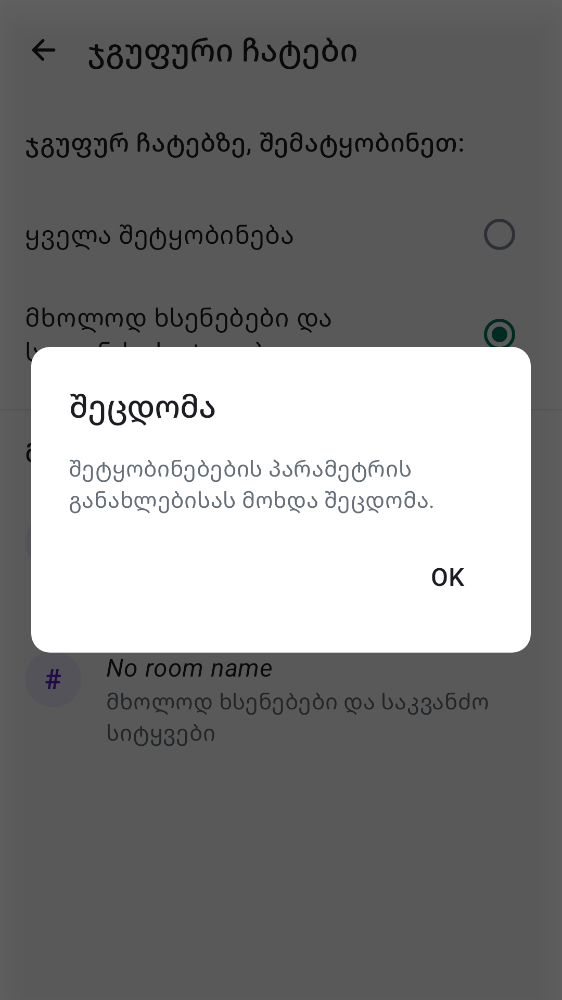 ჯგუფური ჩატები
ჯგუფურ ჩატებზე, შემატყობინეთ:
ყველა შეტყობინება
მხოლოდ ხსენებები და
შეცდომა
შეტყობინებების პარამეტრის
განახლებისას მოხდა შეცდომა.
OK
#
No room name
მხოლოდ ხსენებები და საკვანძო
სიტყვები